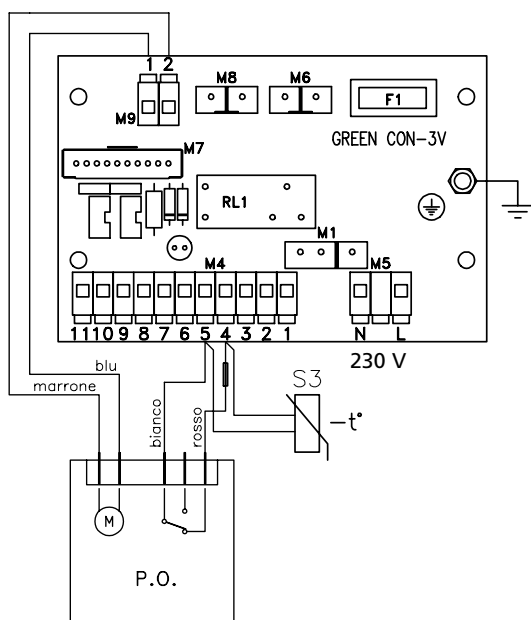 1 2
M8 M6
M9
F1
GREEN CON-3V
M7
RL1
M1
M4
M5
11 10 9 8 7 6 5 4 3 2 1
N L
230 V
blu
marrone
bianco
rosso
S3
-t°
M
P.O.